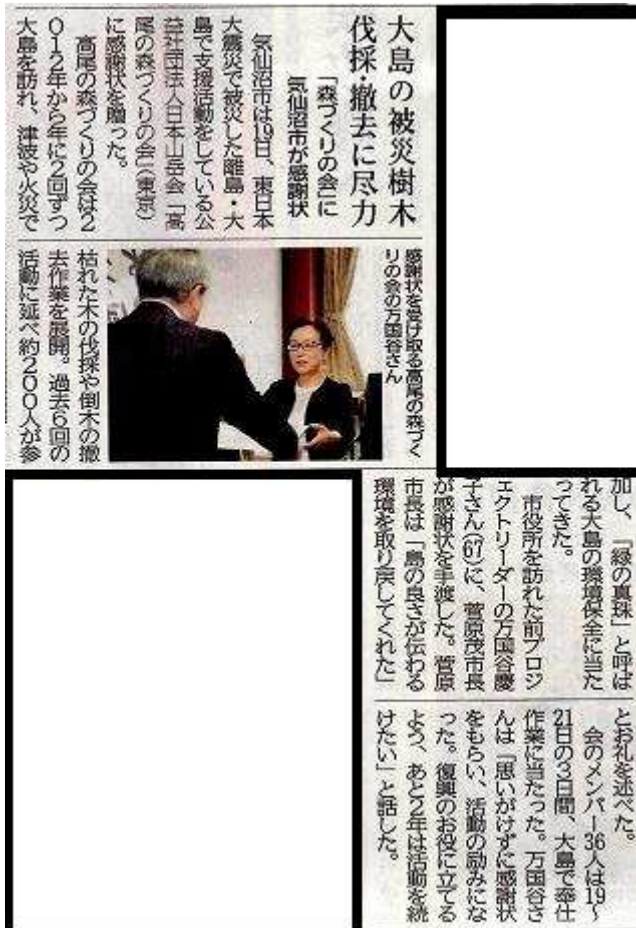 大島の被災樹木
伐採・撤去に尽力
「森づくりの会」に
気仙沼市が感謝状
気仙沼市は19日、東日本
大震災で被災した離島・大
島で支援活動をしている公
益社団法人日本山岳会「高
尾の森づくりの会」（東京）
に感謝状を贈った。
高尾の森づくりの会は2
012年から年に2回ずつ
大島を訪れ、津波や火災で
感謝状を受け取る高尾の森づく
りの会の万国谷さん
枯れた木の伐採や倒木の撤
去作業を展開。過去6回の
活動に延べ約200人が参
加し、「緑の真珠」と呼ば
れる大島の環境保全に当た
ってきた。
市役所を訪れた前プロジ
ェクトリーダーの万国谷慶
子さん(67)に、菅原茂市長
が感謝状を手渡した。菅原
市長は「島の良さが伝わる
環境を取り戻してくれた」
とお礼を述べた。
会のメンバー36人は19～
21日の3日間、大島で奉仕
作業に当たった。万国谷さ
んは「思いがけずに感謝状
をもらい、活動の励みにな
った。復興のお役に立てる
よう、あと2年は活動を続
けたい」と話した。